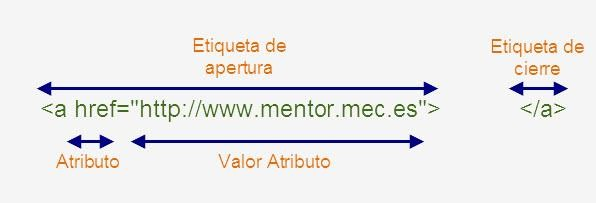 Etiqueta de
apertura
Etiqueta de
cierre
<a href="http://www.mentor.mec.es">
</a>
Atributo
Valor Atributo